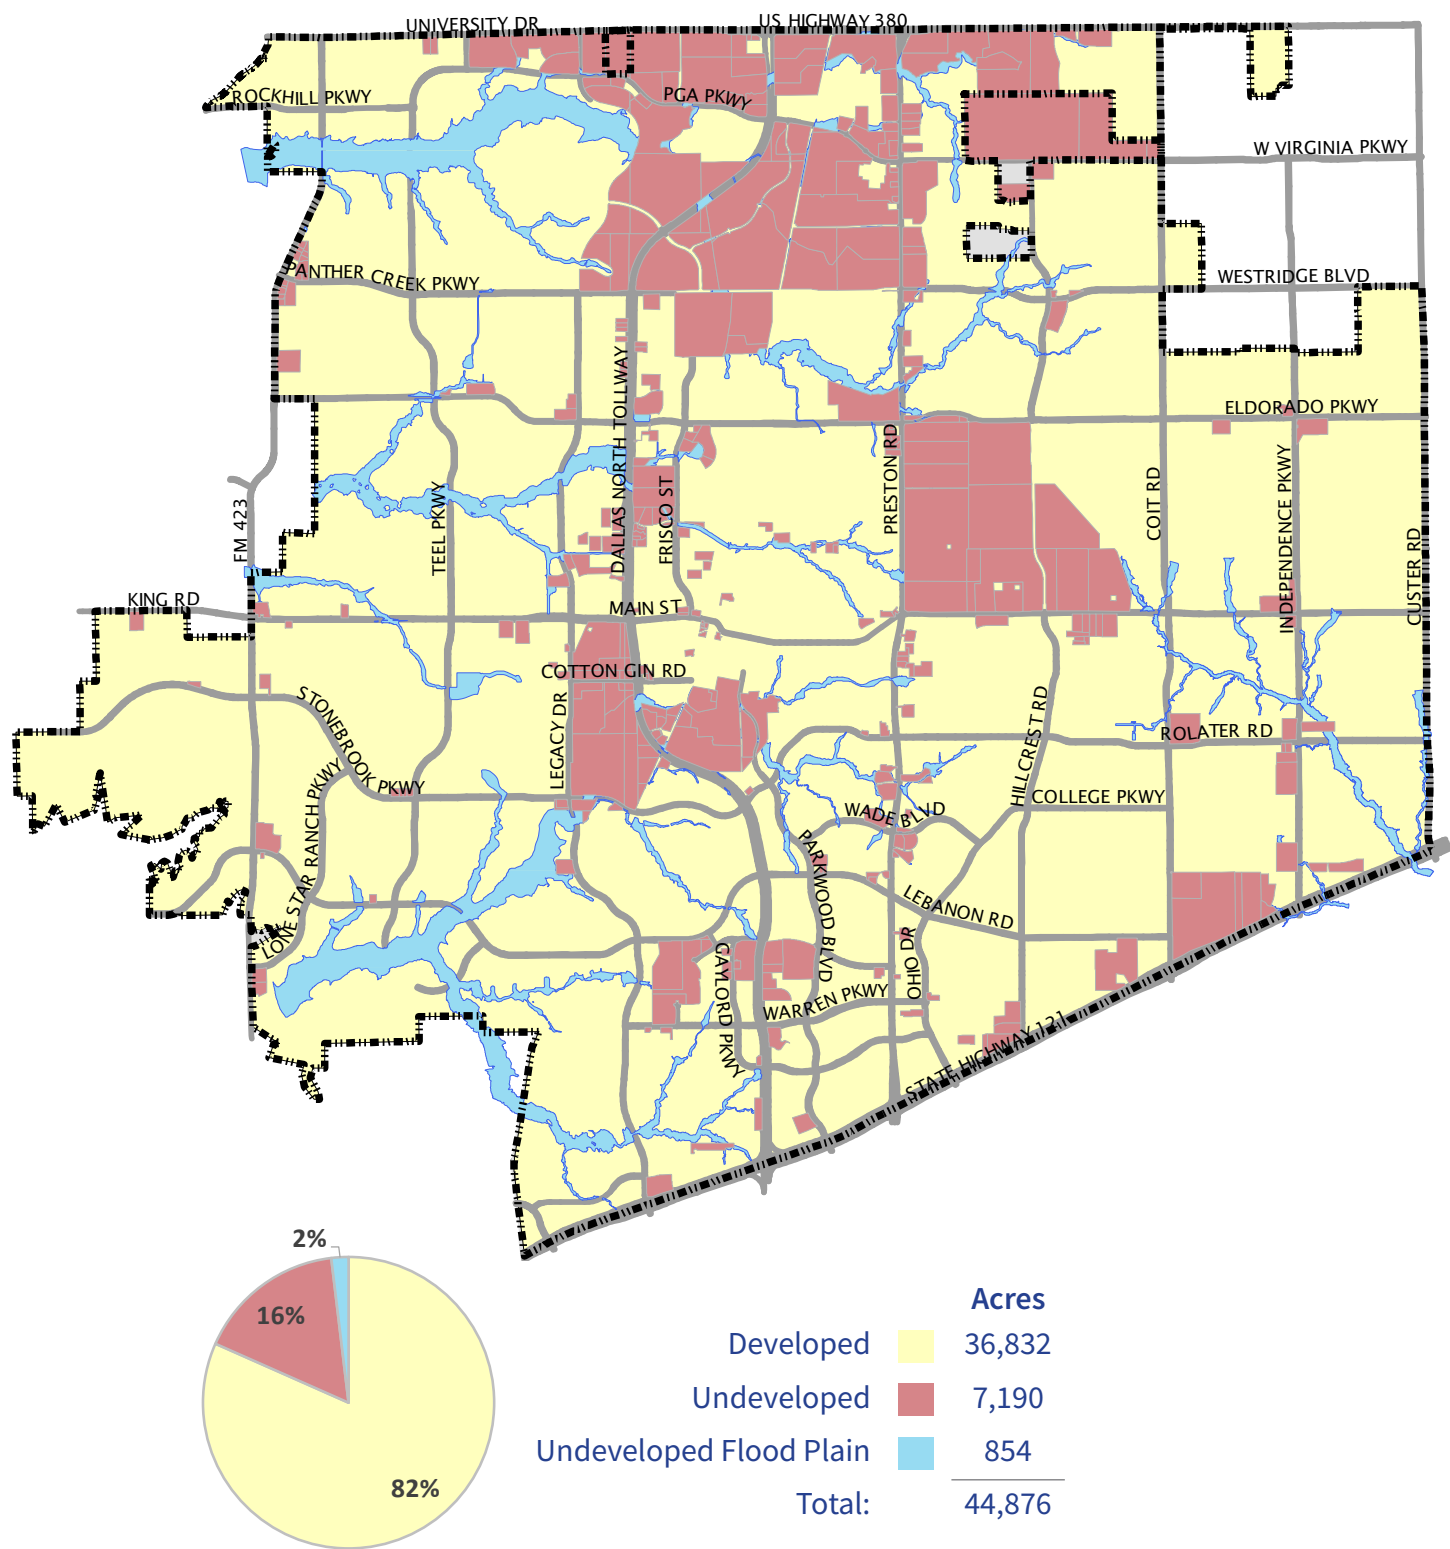 UNIVERSITY DR
US HIGHWAY 380
ROCKHILL PKWY
PGA PKWY
W VIRGINIA PKWY
PANTHER CREEK PKWY
WESTRIDGE BLVD
ELDORADO PKWY
DALLAS NORTH TOLLWAY
PRESTON RD
FM 423
TEEL PKWY
FRISCO ST
COIT RD
INDEPENDENCE PKWY
CUSTER RD
KING RD
MAIN ST
COTTON GIN RD
STONEBROOK PKWY
LEGACY DR
HILLCREST RD
ROLATER RD
LONE STAR RANCH PKWY
COLLEGE PKWY
WADE BLVD
PARKWOOD BLVD
LEBANON RD
GAYLORD PKWY
OHIO DR
WARREN PKWY
STATE HIGHWAY 121
2%
16%
82%
Acres
Developed 36,832
Undeveloped 7,190
Undeveloped Flood Plain 854
Total: 44,876